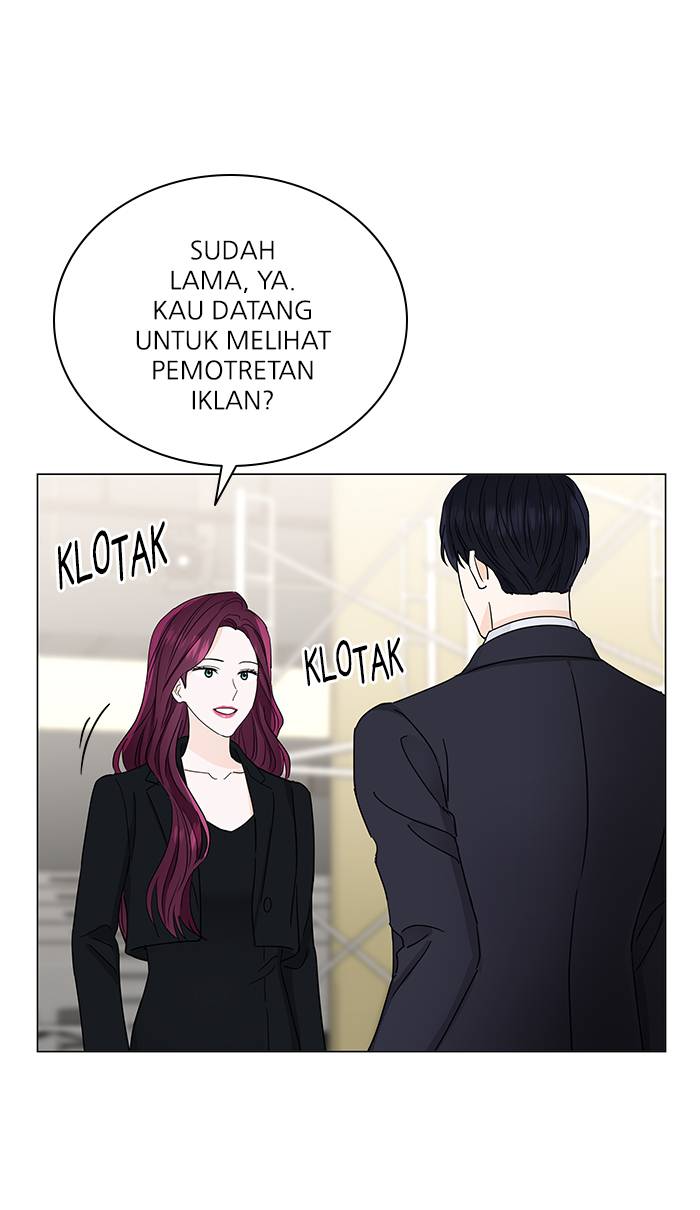 SUDAH
LAMA, YA.
KAU DATANG
UNTUK MELIHAT
PEMOTRETAN
IKLAN?
KLOTAK
KLOTAK